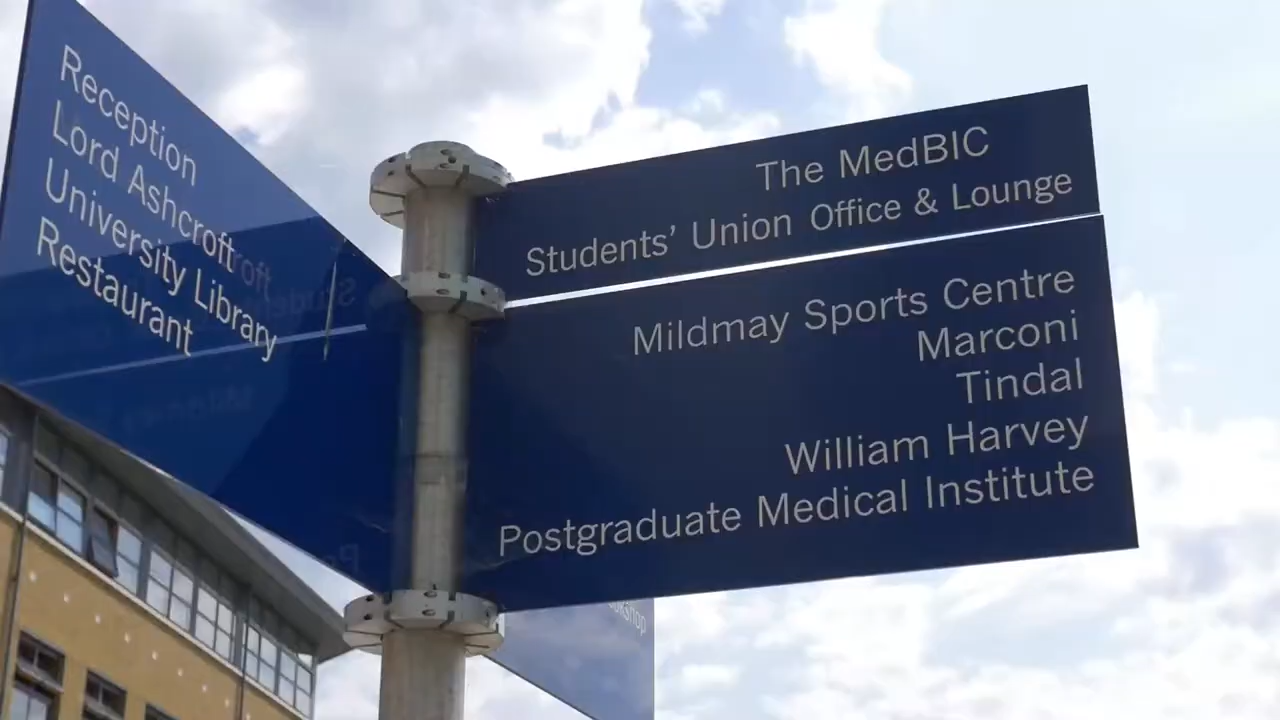 Reception
Lord Ashcroft
University Library
Restaurant
The MedBIC
Students' Union Office & Lounge
Mildmay Sports Centre
Marconi
Tindal
William Harvey
Postgraduate Medical Institute